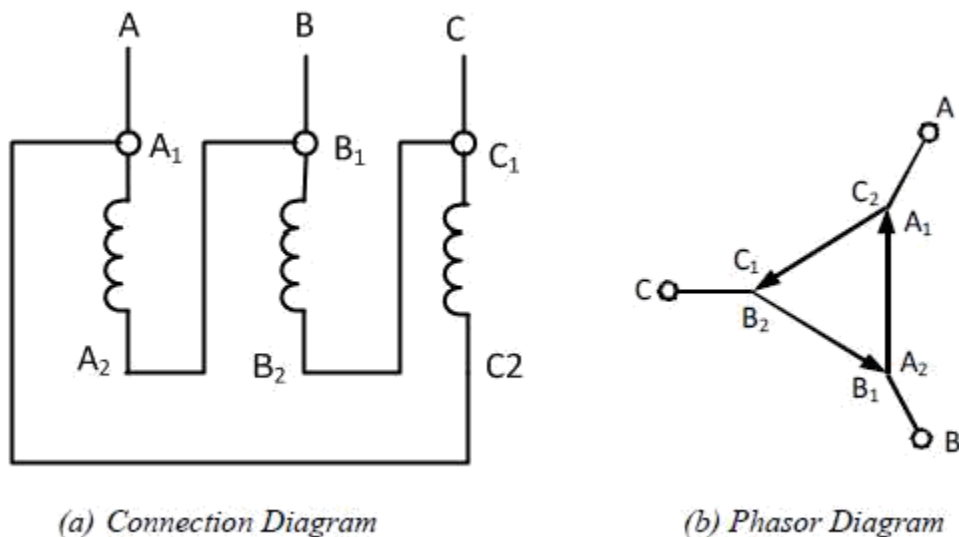 A B C
A₁ B₁ C₁
A₂ B₂ C2
(a) Connection Diagram
A
C₂ A₁
C₁
C
B₂
A₂
B₁
B
(b) Phasor Diagram